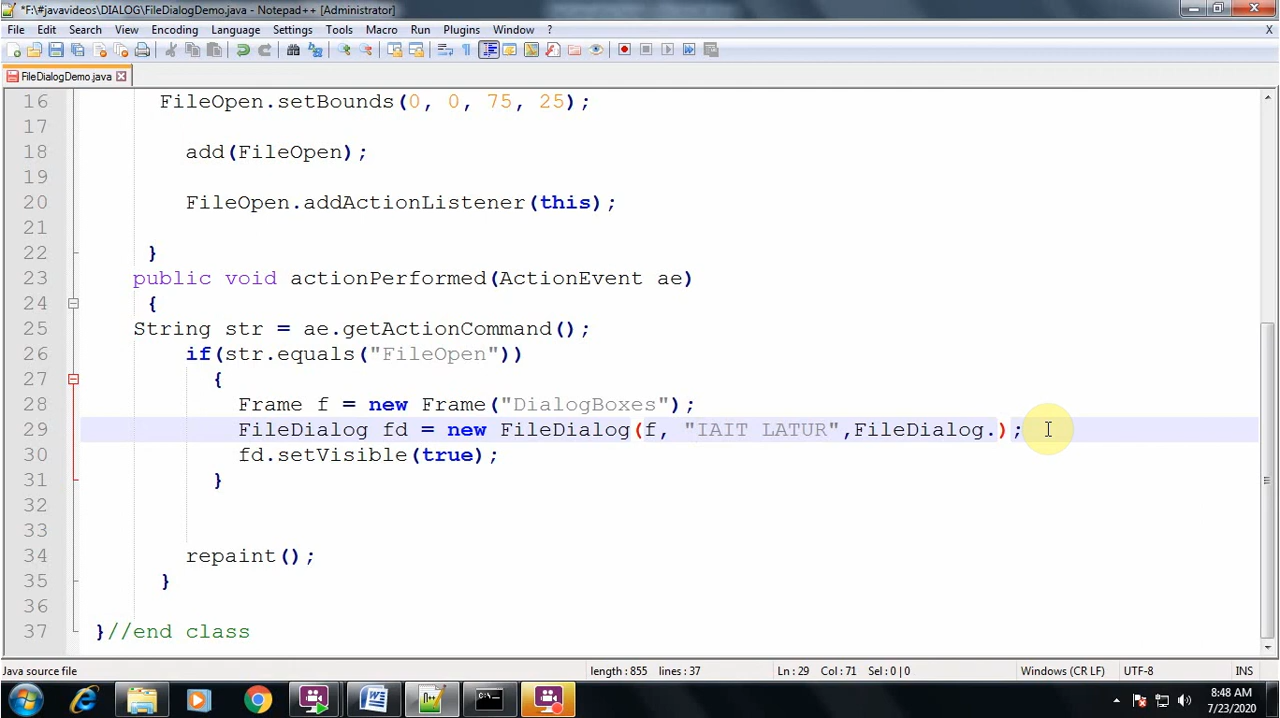 *F:\#javavideos\DIALOG\FileDialogDemo.java - Notepad++ [Administrator]
File Edit Search View Encoding Language Settings Tools Macro Run Plugins Window ? X
FileDialogDemo.java
16 FileOpen.setBounds(0, 0, 75, 25);
17
18 add(FileOpen);
19
20 FileOpen.addActionListener(this);
21
22 }
23 public void actionPerformed(ActionEvent ae)
24 {
25 String str = ae.getActionCommand();
26 if(str.equals("FileOpen"))
27 {
28 Frame f = new Frame("DialogBoxes");
29 FileDialog fd = new FileDialog(f, "IAIT LATUR",FileDialog.);
30 fd.setVisible(true);
31 }
32
33
34 repaint();
35 }
36
37 }//end class
Java source file length : 855 lines : 37 Ln : 29 Col : 71 Sel : 0 | 0 Windows (CR LF) UTF-8 INS
8:48 AM
7/23/2020